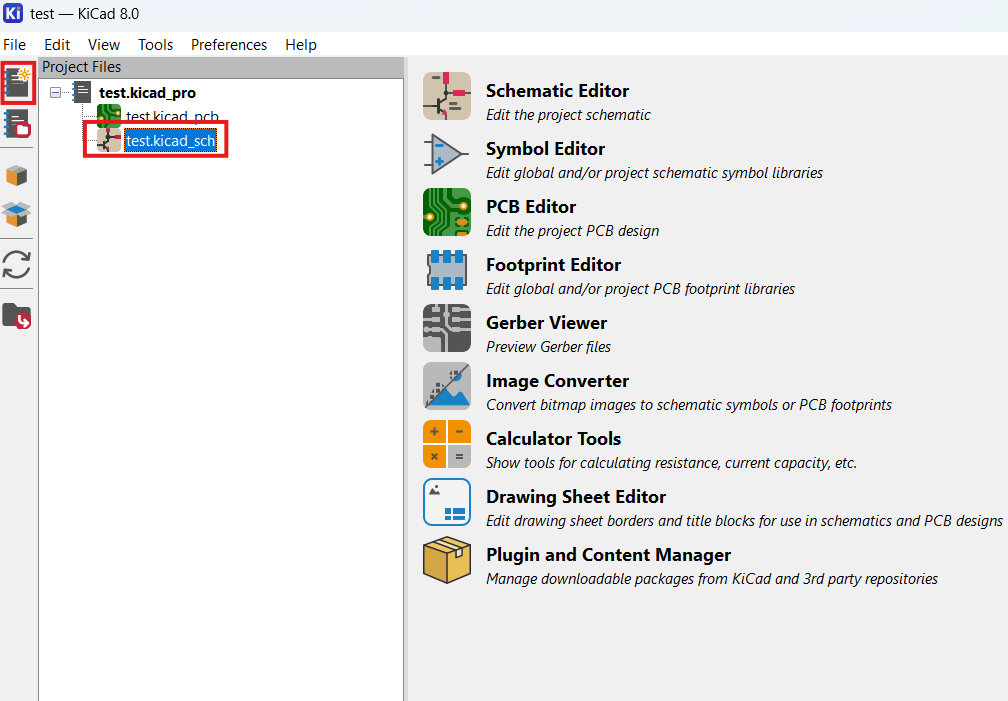 test — KiCad 8.0
File Edit View Tools Preferences Help
Project Files
test.kicad_pro
test.kicad_pcb
test.kicad_sch
Schematic Editor
Edit the project schematic
Symbol Editor
Edit global and/or project schematic symbol libraries
PCB Editor
Edit the project PCB design
Footprint Editor
Edit global and/or project PCB footprint libraries
Gerber Viewer
Preview Gerber files
Image Converter
Convert bitmap images to schematic symbols or PCB footprints
Calculator Tools
Show tools for calculating resistance, current capacity, etc.
Drawing Sheet Editor
Edit drawing sheet borders and title blocks for use in schematics and PCB designs
Plugin and Content Manager
Manage downloadable packages from KiCad and 3rd party repositories